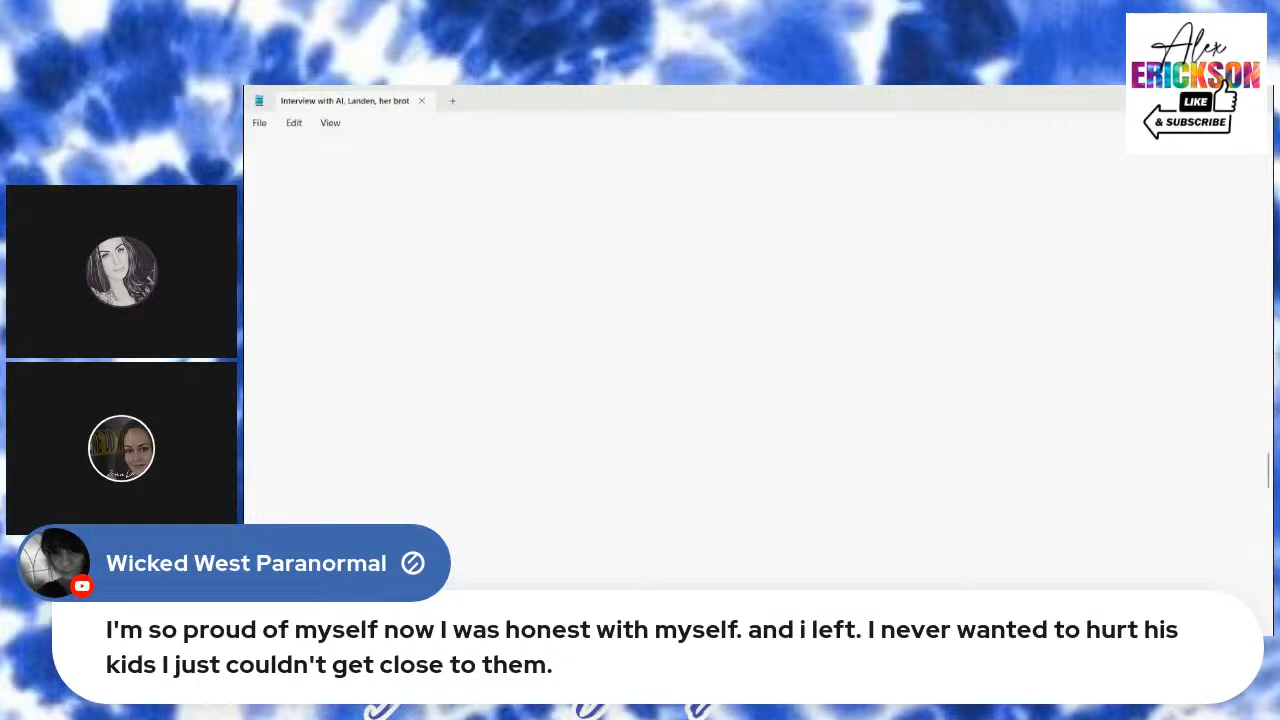 Alex
ERICKSON
LIKE
& SUBSCRIBE
Interview with Al, Landen, her brot
File Edit View
Wicked West Paranormal
I'm so proud of myself now I was honest with myself. and i left. I never wanted to hurt his
kids I just couldn't get close to them.